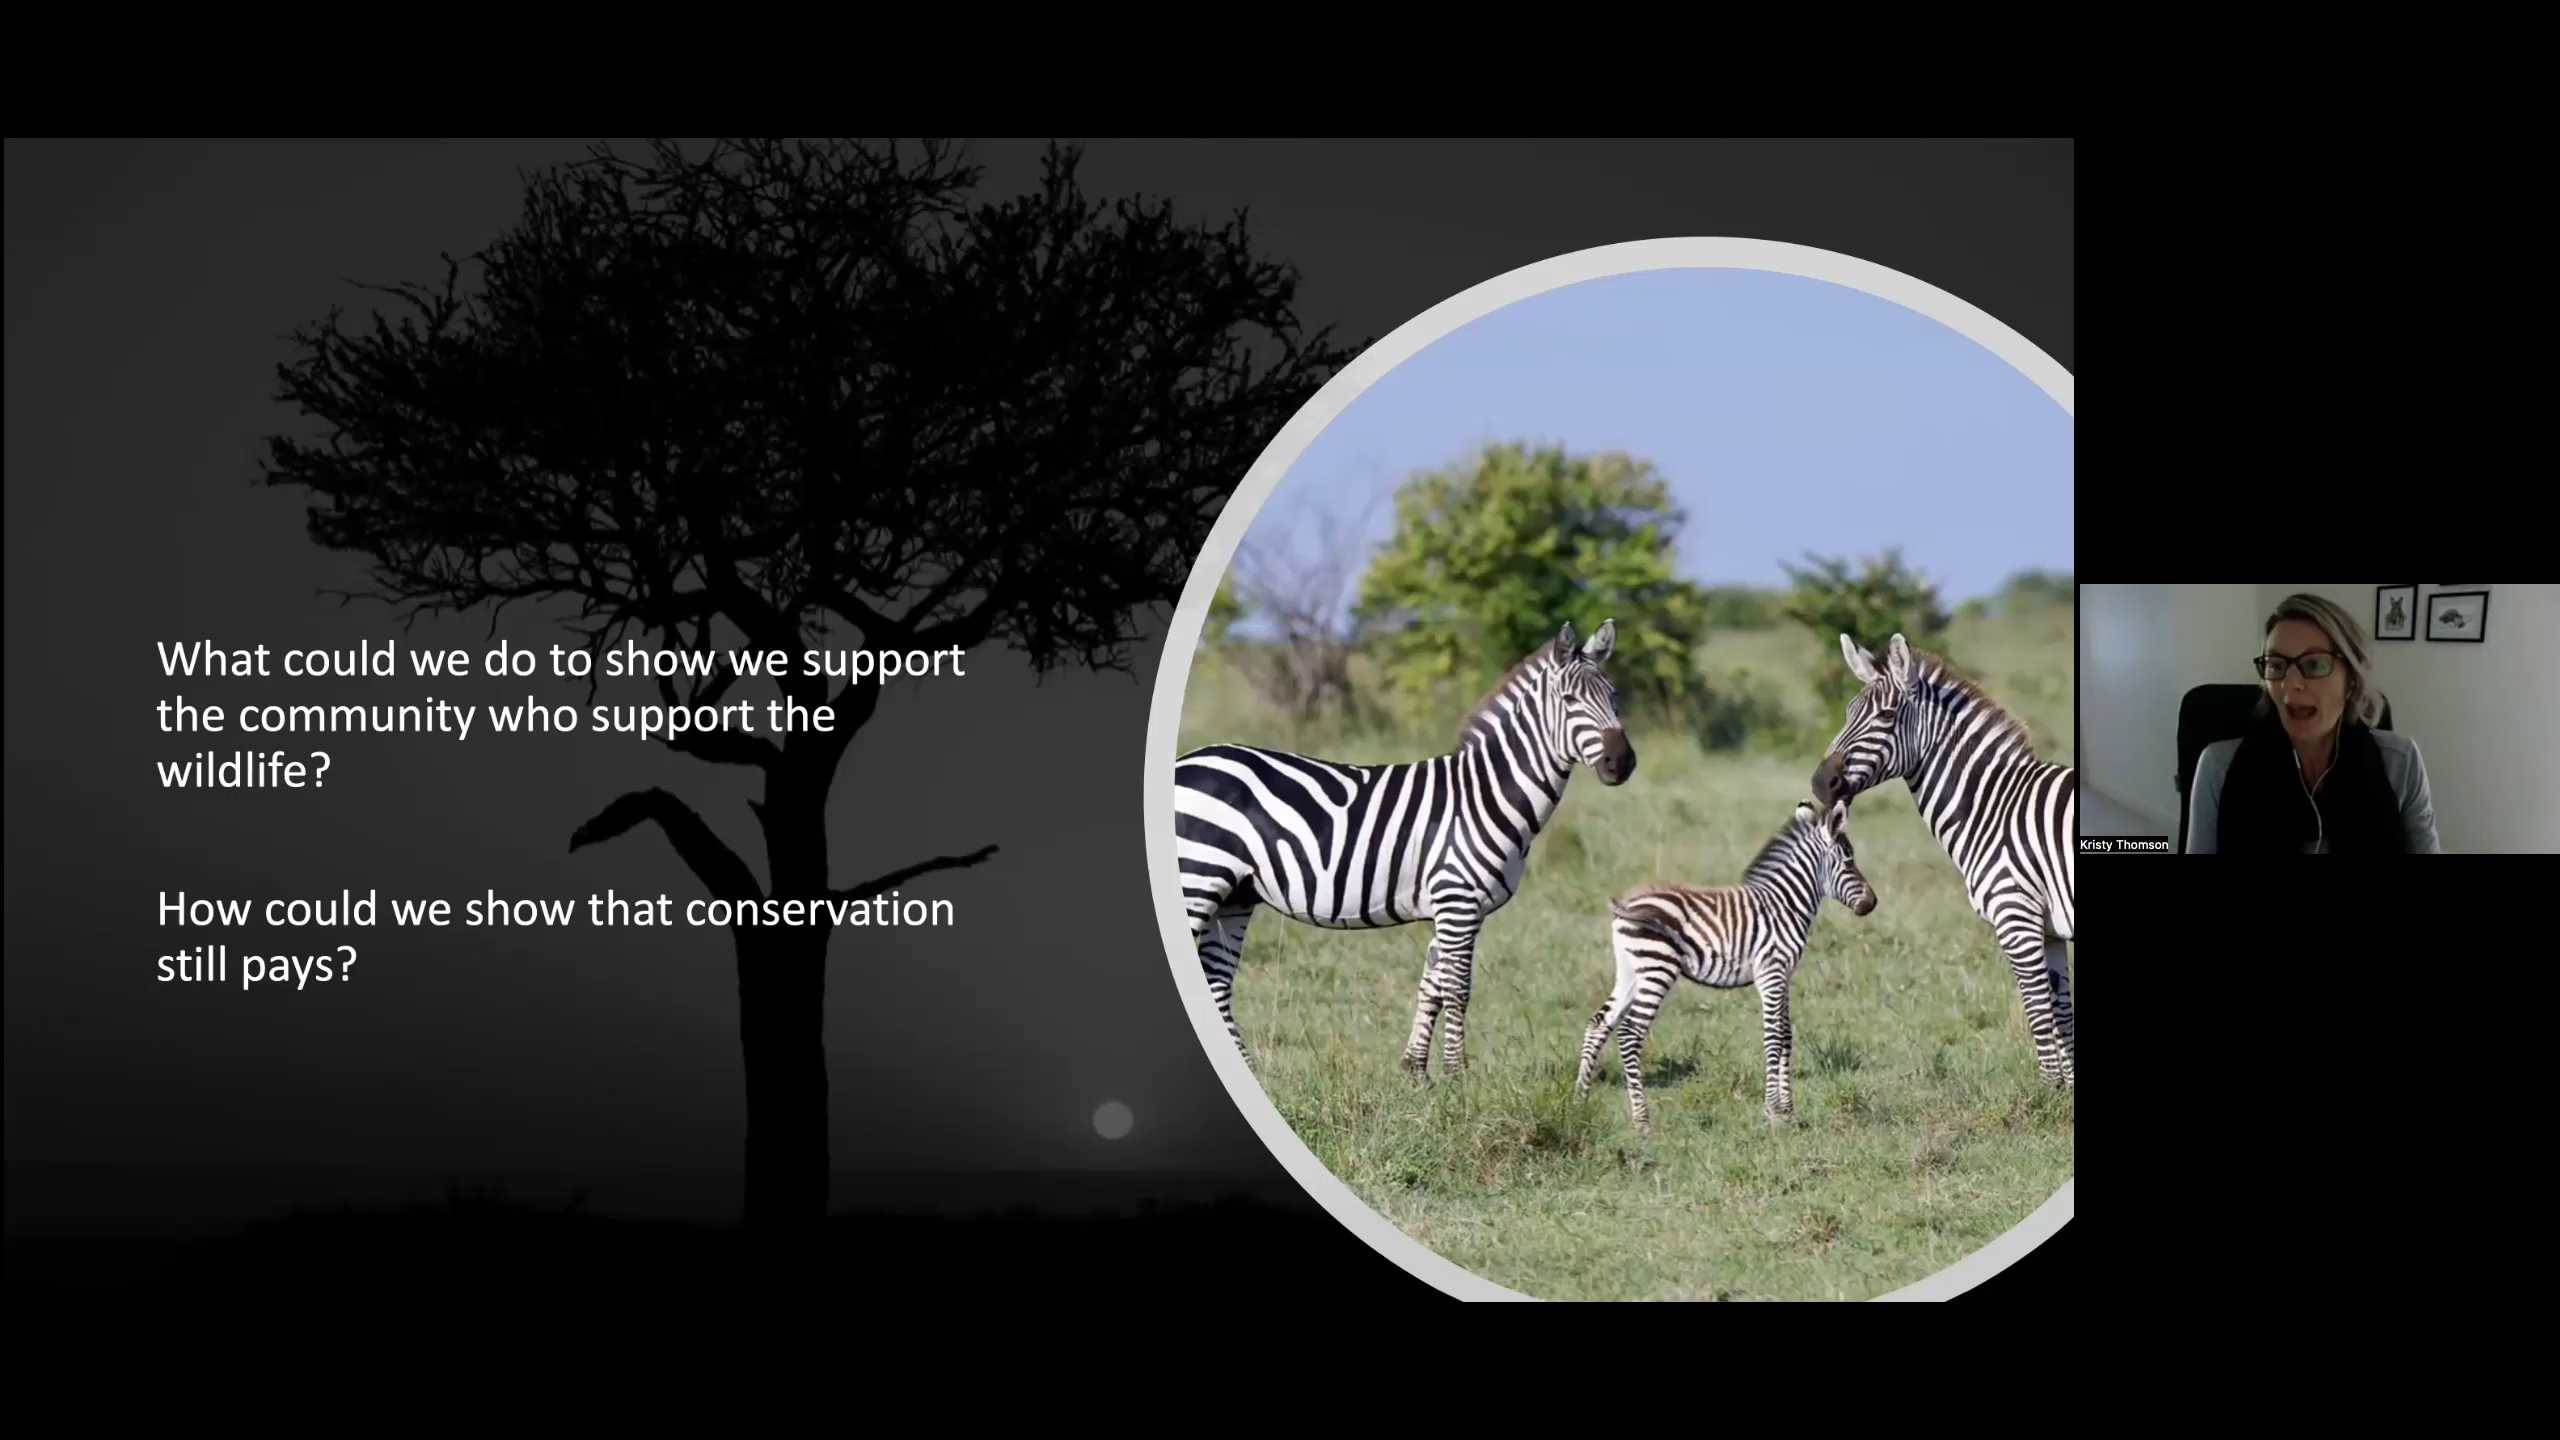 What could we do to show we support
the community who support the
wildlife?
How could we show that conservation
still pays?
Kristy Thomson